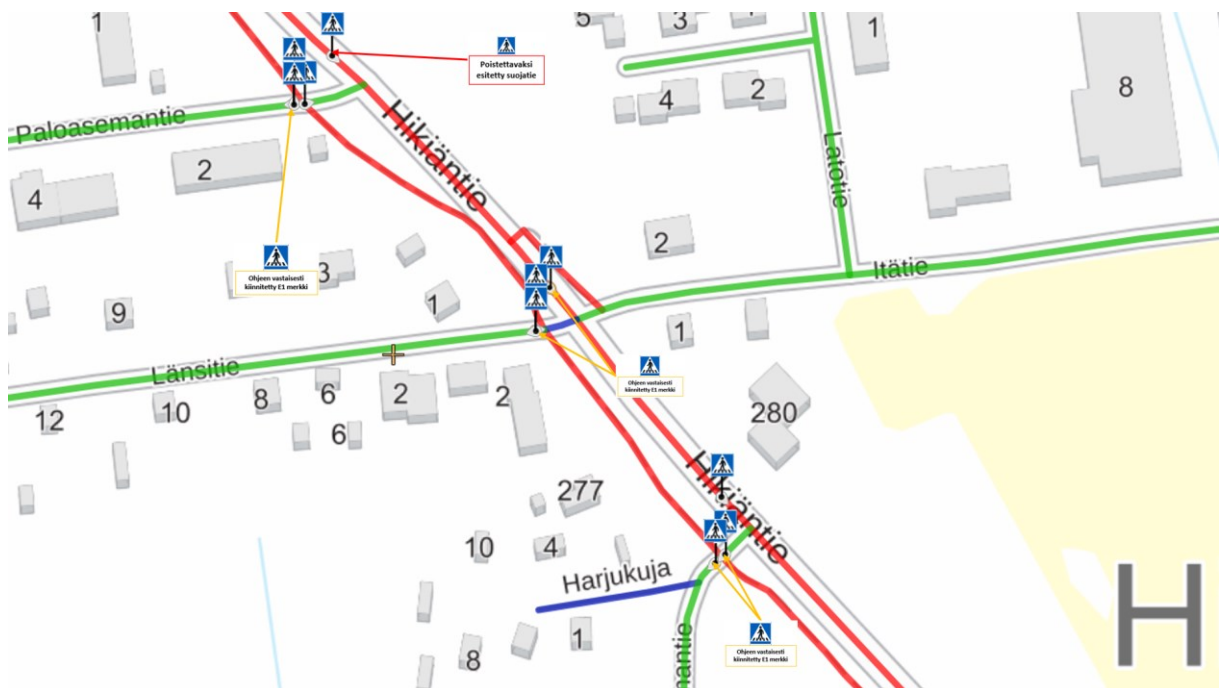 1
5
3
1
1
Poistettavaksi
esitetty suojatie
8
4
2
Paloasemantie
Hikiäntie
2
4
Latotie
2
Ohjeen vastaisesti
kiinnitetty E1 merkki
3
Itätie
9
1
1
Länsitie
Ohjeen vastaisesti
kiinnitetty E1 merkki
12
10
8
6
2
2
6
280
Hikiäntie
277
10
4
Harjukuja
H
mantie
1
8
Ohjeen vastaisesti
kiinnitetty E1 merkki